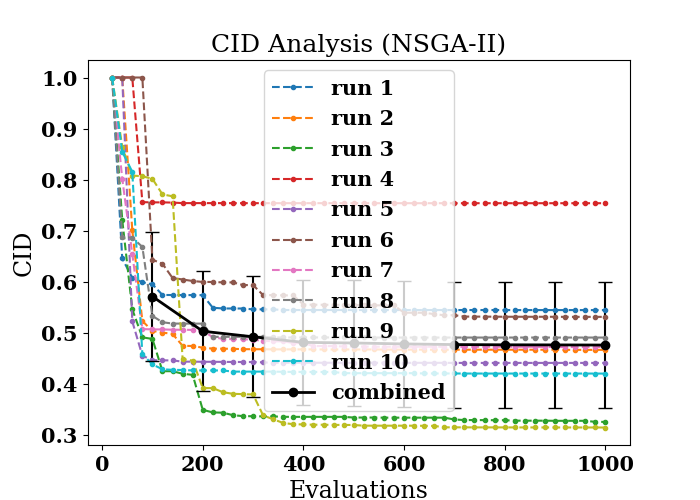 CID Analysis (NSGA-II)
1.0
0.9
0.8
0.7
0.6
0.5
0.4
0.3
CID
run 1
run 2
run 3
run 4
run 5
run 6
run 7
run 8
run 9
run 10
combined
0 200 400 600 800 1000
Evaluations